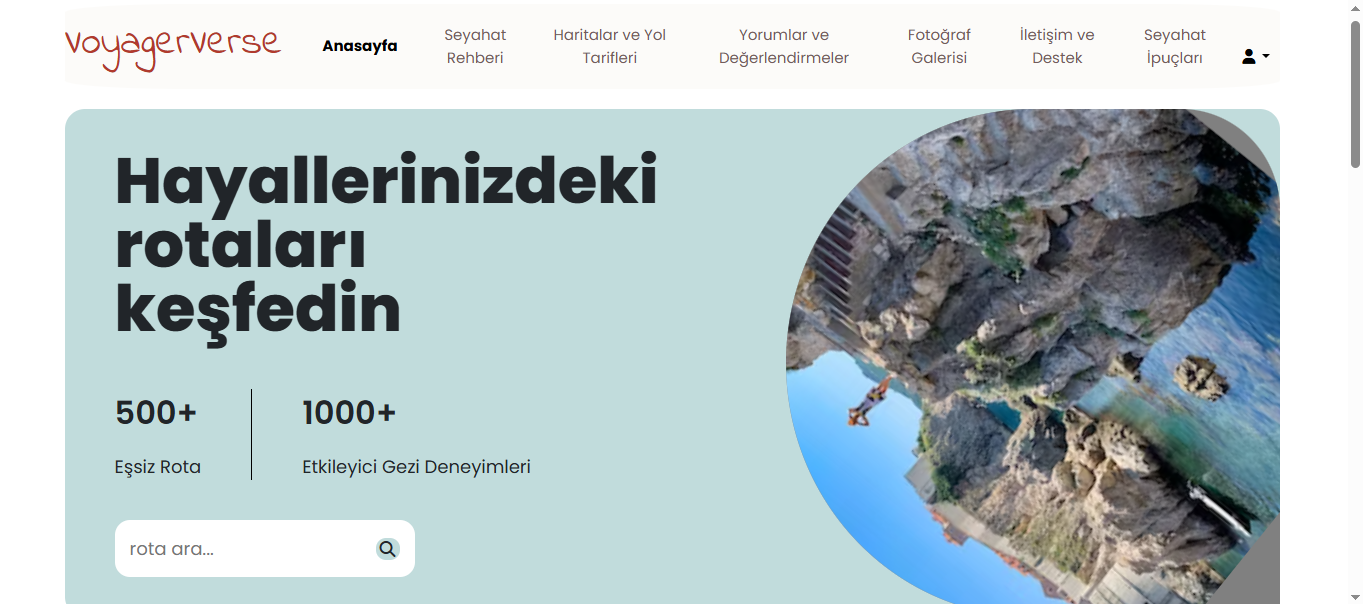 VoyagerVerse
Anasayfa
Seyahat
Rehberi
Haritalar ve Yol
Tarifleri
Yorumlar ve
Değerlendirmeler
Fotoğraf
Galerisi
İletişim ve
Destek
Seyahat
İpuçları
Hayallerinizdeki
rotaları
keşfedin
500+
Eşsiz Rota
1000+
Etkileyici Gezi Deneyimleri
rota ara...